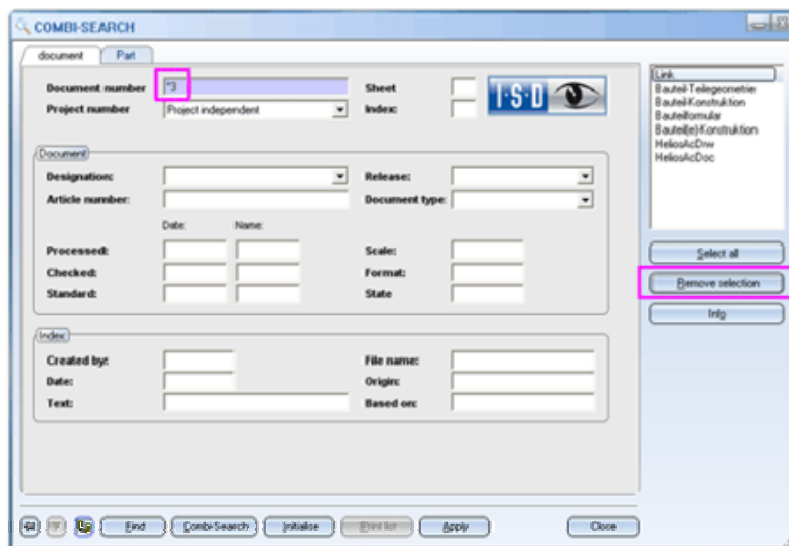 COMBI-SEARCH
document Part
Document number *3 Sheet
Project number Project independent Index:
I·S·D
Document
Designation: Release:
Article number: Document type:
Date: Name:
Processed: Scale:
Checked: Format:
Standard: State
Index
Created by: File name:
Date: Origin:
Text: Based on:
Link
Bauteil-Teilegeometrie
Bauteil-Konstruktion
Bauteilformular
Bauteil(e)-Konstruktion
HeliosAcDrw
HeliosAcDoc
Select all
Remove selection
Info
Find Combi-Search Initialise Print list Apply Close